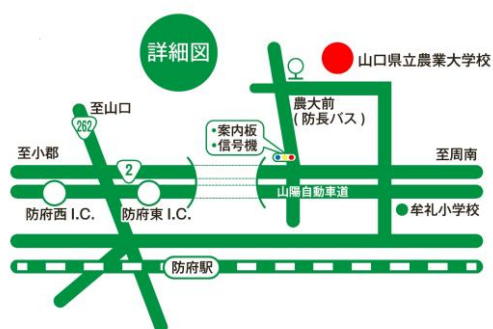 詳細図
山口県立農業大学校
至山口
262
農大前
(防長バス)
•案内板
•信号機
至小郡
2
至周南
山陽自動車道
防府西 I.C.
防府東 I.C.
牟礼小学校
防府駅